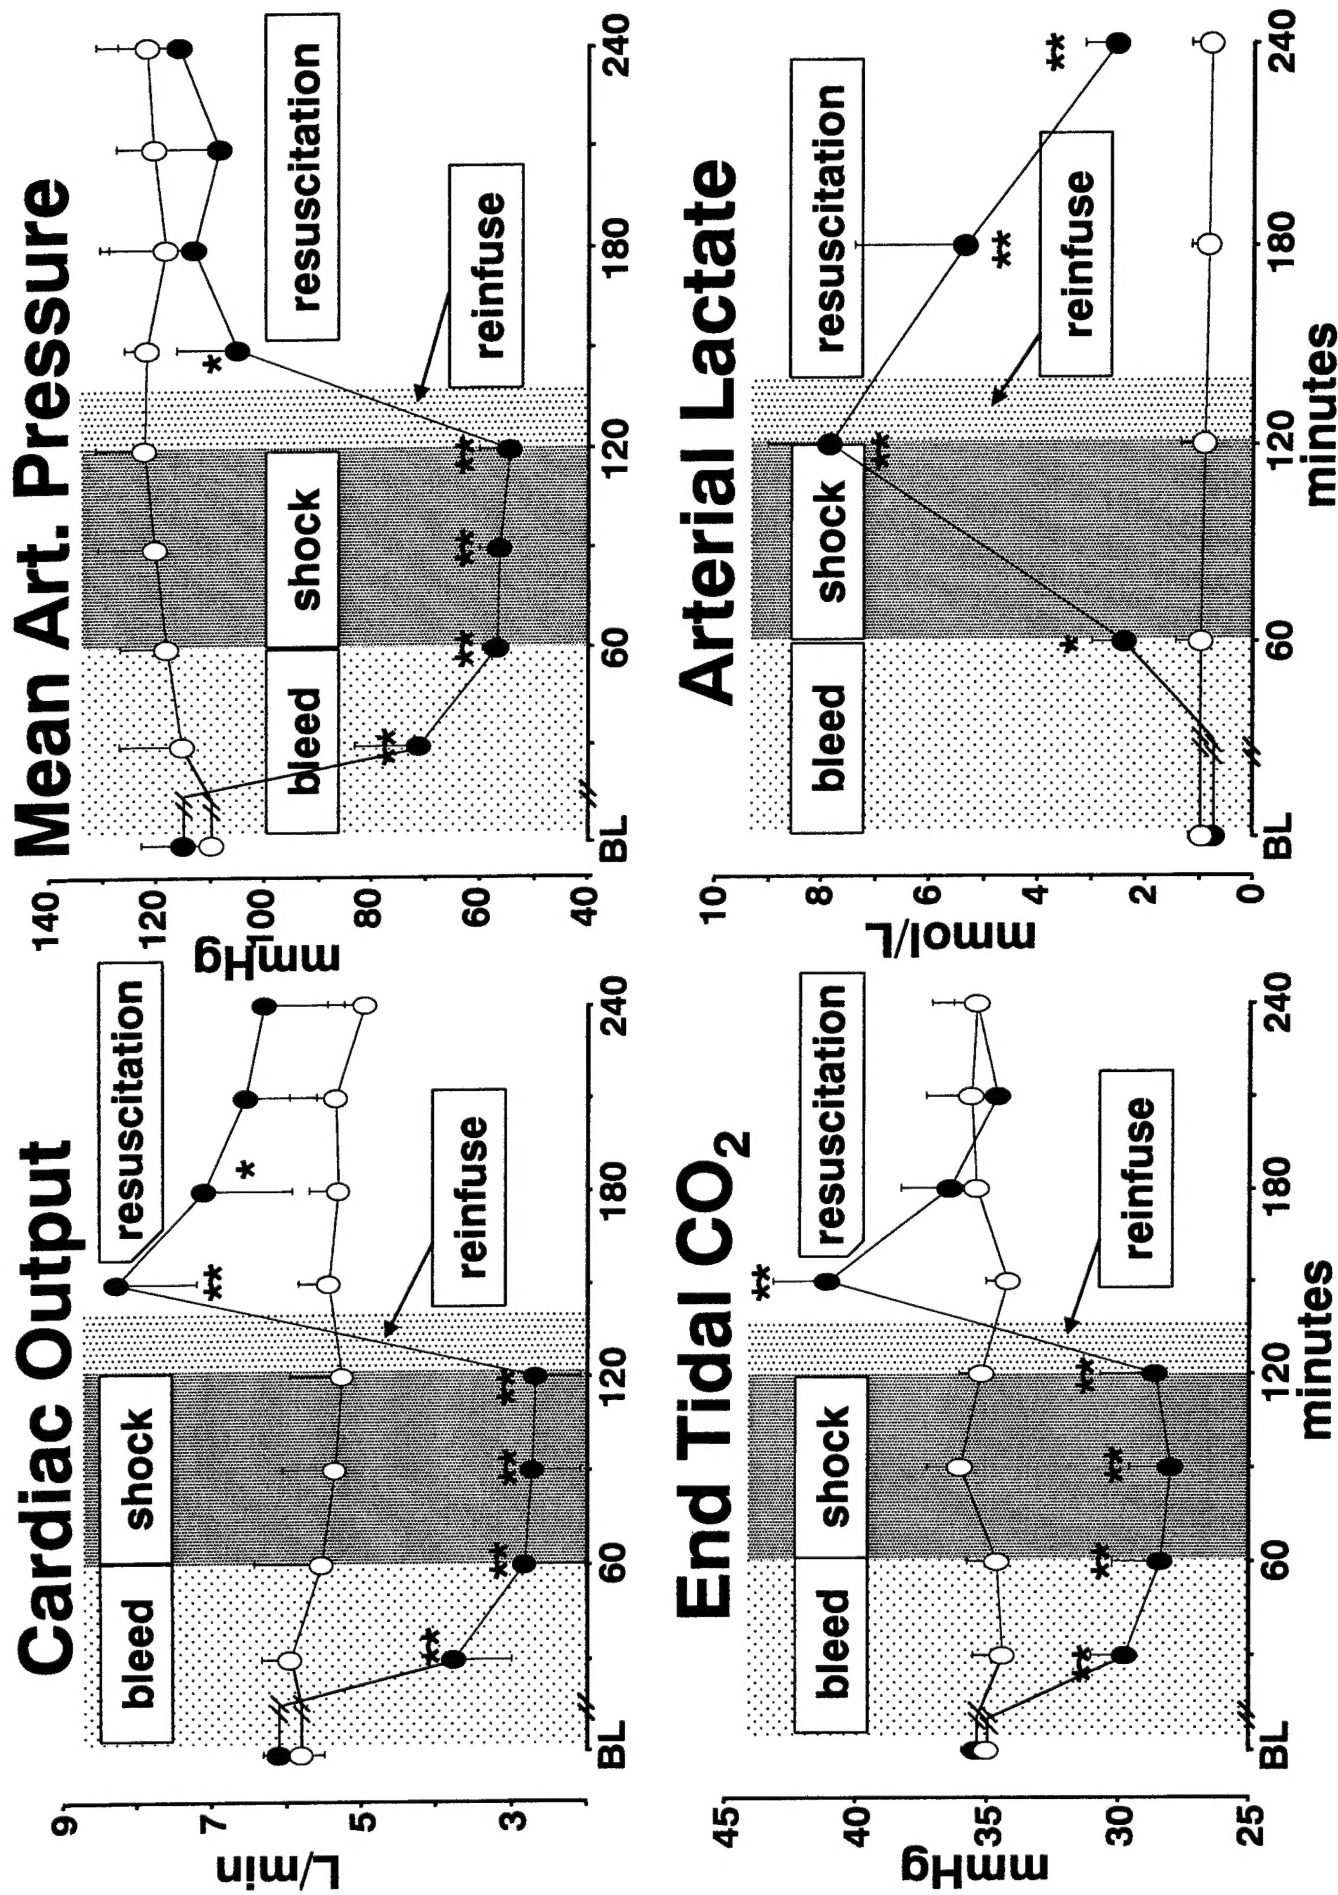 Cardiac Output
9
7
5
3
L/min
bleed
shock
resuscitation
reinfuse
**
**
**
**
**
*
BL
60
120
180
240
Mean Art. Pressure
140
120
100
80
60
40
mmHg
bleed
shock
resuscitation
reinfuse
**
**
**
**
*
BL
60
120
180
240
End Tidal CO2
45
40
35
30
25
mmHg
bleed
shock
resuscitation
reinfuse
**
**
**
**
**
BL
60
120
180
240
minutes
Arterial Lactate
10
8
6
4
2
0
mmol/L
bleed
shock
resuscitation
reinfuse
*
**
**
**
BL
60
120
180
240
minutes